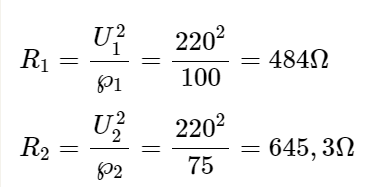 R₁ = U₁² / ℘₁ = 220² / 100 = 484Ω
R₂ = U₂² / ℘₂ = 220² / 75 = 645, 3Ω